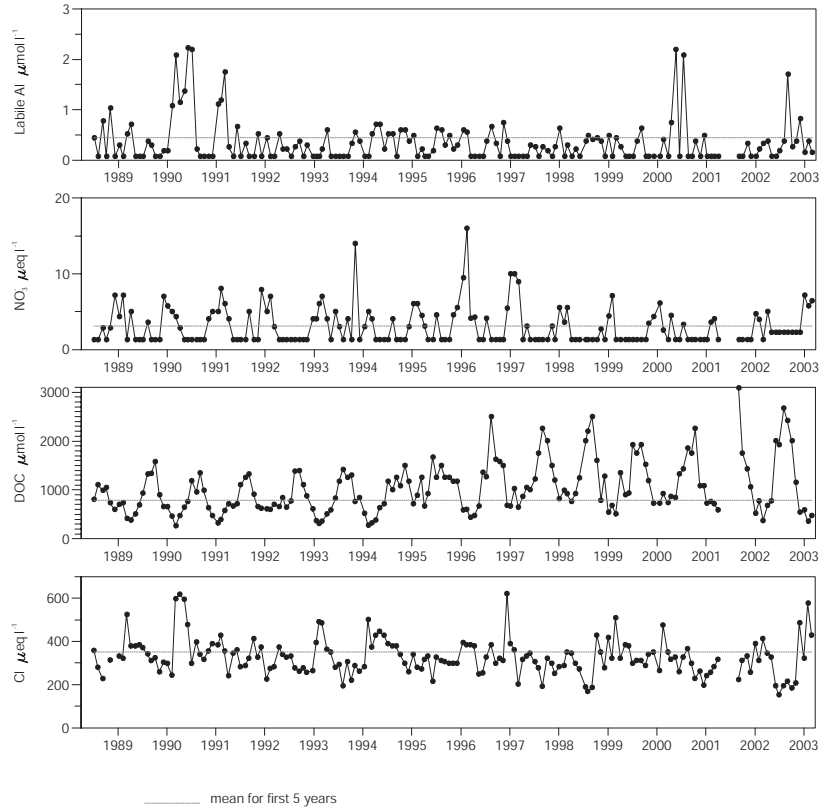 Labile Al μmol l⁻¹
3
2
1
0
1989 1990 1991 1992 1993 1994 1995 1996 1997 1998 1999 2000 2001 2002 2003
NO₃⁻ μeq l⁻¹
20
10
0
1989 1990 1991 1992 1993 1994 1995 1996 1997 1998 1999 2000 2001 2002 2003
DOC μmol l⁻¹
3000
2000
1000
0
1989 1990 1991 1992 1993 1994 1995 1996 1997 1998 1999 2000 2001 2002 2003
Cl μeq l⁻¹
600
400
200
0
1989 1990 1991 1992 1993 1994 1995 1996 1997 1998 1999 2000 2001 2002 2003
mean for first 5 years